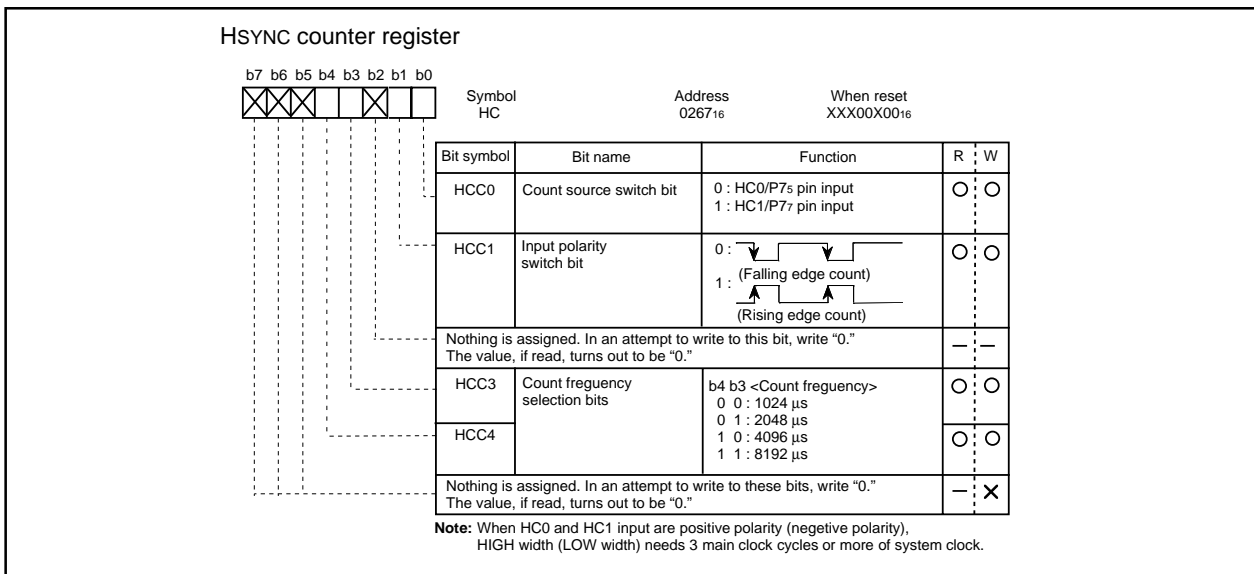 HSYNC counter register
b7 b6 b5 b4 b3 b2 b1 b0
Symbol Address When reset
HC 026716 XXX00X0016
Bit symbol Bit name Function R W
HCC0 Count source switch bit 0 : HC0/P75 pin input
1 : HC1/P77 pin input
HCC1 Input polarity
switch bit
0 :
(Falling edge count)
1 :
(Rising edge count)
Nothing is assigned. In an attempt to write to this bit, write “0.”
The value, if read, turns out to be “0.”
HCC3 Count freguency
selection bits
b4 b3 <Count freguency>
0 0 : 1024 µs
0 1 : 2048 µs
HCC4
1 0 : 4096 µs
1 1 : 8192 µs
Nothing is assigned. In an attempt to write to these bits, write “0.”
The value, if read, turns out to be “0.”
Note: When HC0 and HC1 input are positive polarity (negetive polarity),
HIGH width (LOW width) needs 3 main clock cycles or more of system clock.